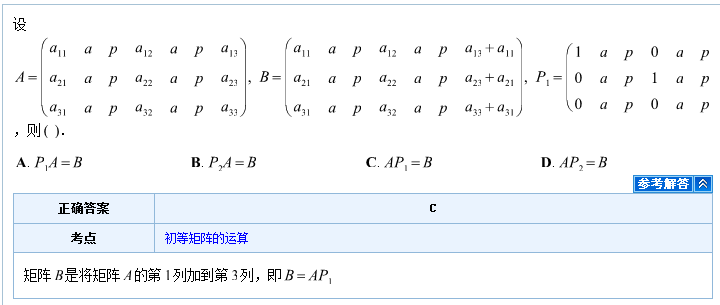 设
A = ( a₁₁ a p a₁₂ a p a₁₃ ; a₂₁ a p a₂₂ a p a₂₃ ; a₃₁ a p a₃₂ a p a₃₃ ), B = ( a₁₁ a p a₁₂ a p a₁₃ + a₁₁ ; a₂₁ a p a₂₂ a p a₂₃ + a₂₁ ; a₃₁ a p a₃₂ a p a₃₃ + a₃₁ ), P₁ = ( 1 a p 0 a p ; 0 a p 1 a p ; 0 a p 0 a p
，则( ).
A. P₁A = B B. P₂A = B C. AP₁ = B D. AP₂ = B
参考解答
正确答案 C
考点 初等矩阵的运算
矩阵 B 是将矩阵 A 的第 1 列加到第 3 列，即 B = AP₁